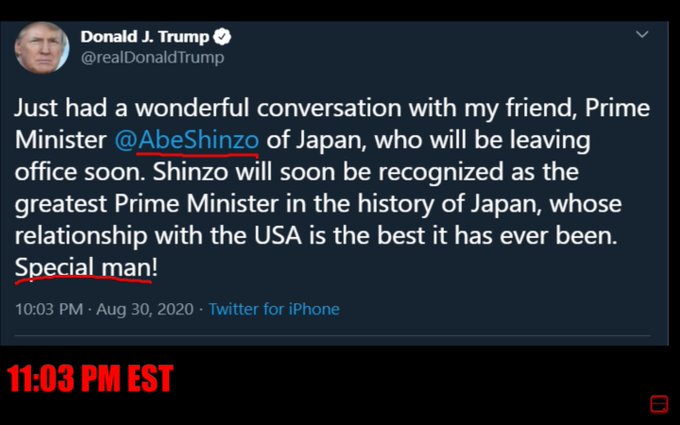 Donald J. Trump
@realDonaldTrump
Just had a wonderful conversation with my friend, Prime
Minister @AbeShinzo of Japan, who will be leaving
office soon. Shinzo will soon be recognized as the
greatest Prime Minister in the history of Japan, whose
relationship with the USA is the best it has ever been.
Special man!
10:03 PM · Aug 30, 2020 · Twitter for iPhone
11:03 PM EST